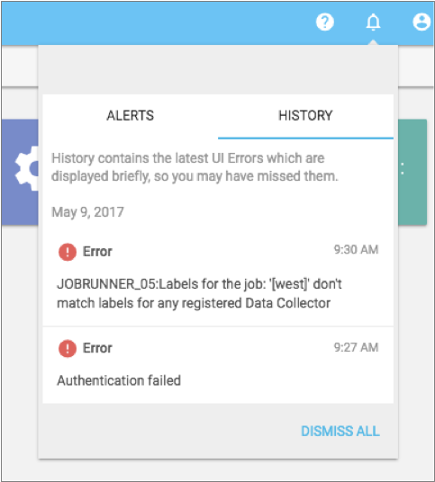 ALERTS
HISTORY
History contains the latest UI Errors which are
displayed briefly, so you may have missed them.
May 9, 2017
Error
9:30 AM
JOBRUNNER_05:Labels for the job: '[west]' don't
match labels for any registered Data Collector
Error
9:27 AM
Authentication failed
DISMISS ALL